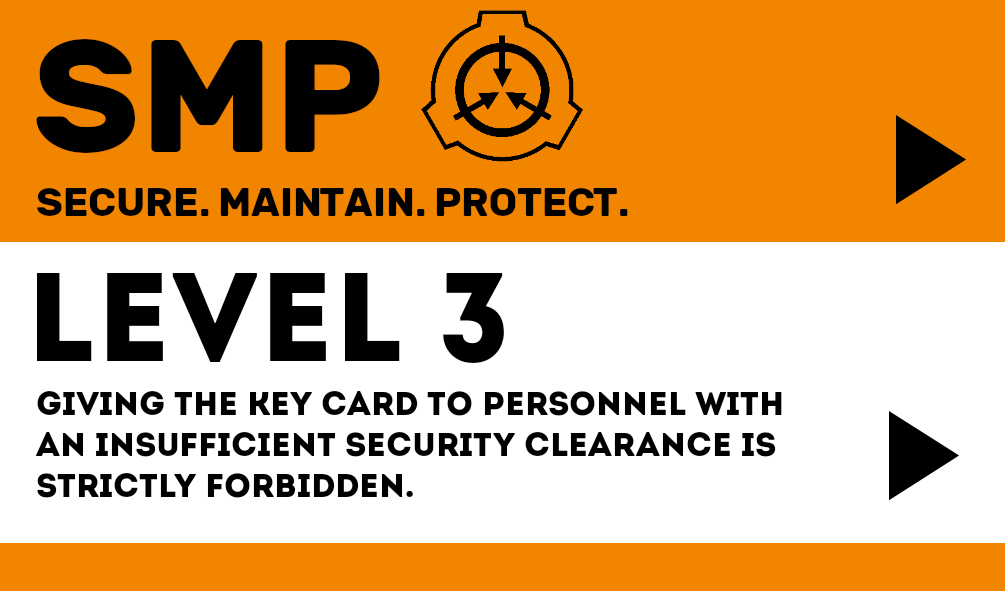 SMP
SECURE. MAINTAIN. PROTECT.
LEVEL 3
GIVING THE KEY CARD TO PERSONNEL WITH
AN INSUFFICIENT SECURITY CLEARANCE IS
STRICTLY FORBIDDEN.